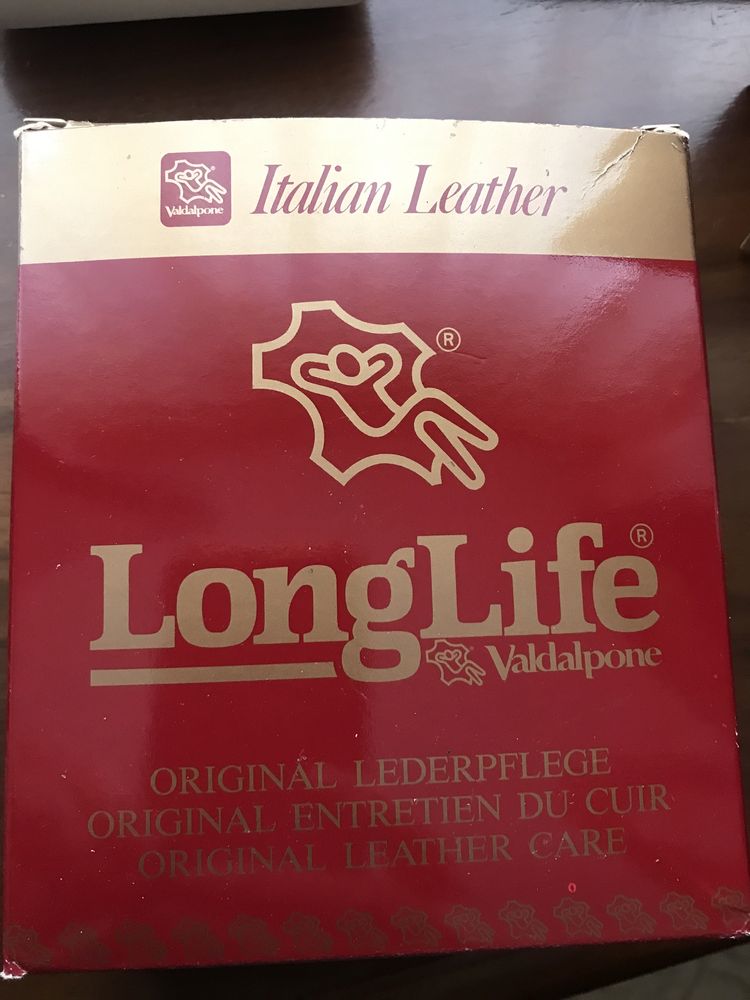 Valdalpone Italian Leather
®
LongLife ®
Valdalpone
ORIGINAL LEDERPFLEGE
ORIGINAL ENTRETIEN DU CUIR
ORIGINAL LEATHER CARE